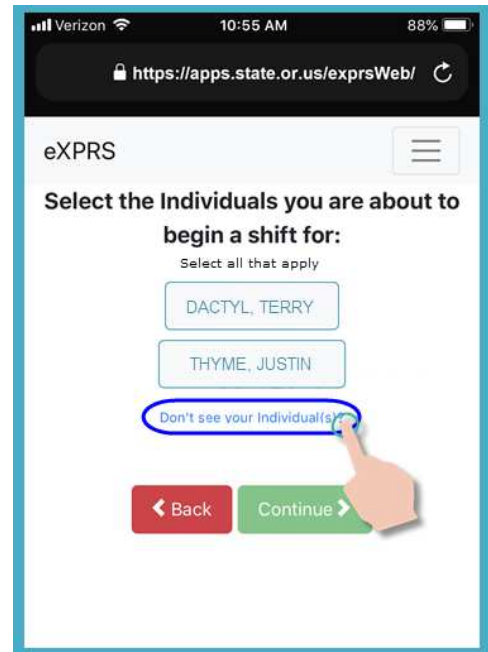 Verizon 10:55 AM 88%
https://apps.state.or.us/exprsWeb/
eXPRS
Select the Individuals you are about to
begin a shift for:
Select all that apply
DACTYL, TERRY
THYME, JUSTIN
Don't see your Individual(s)?
Back Continue